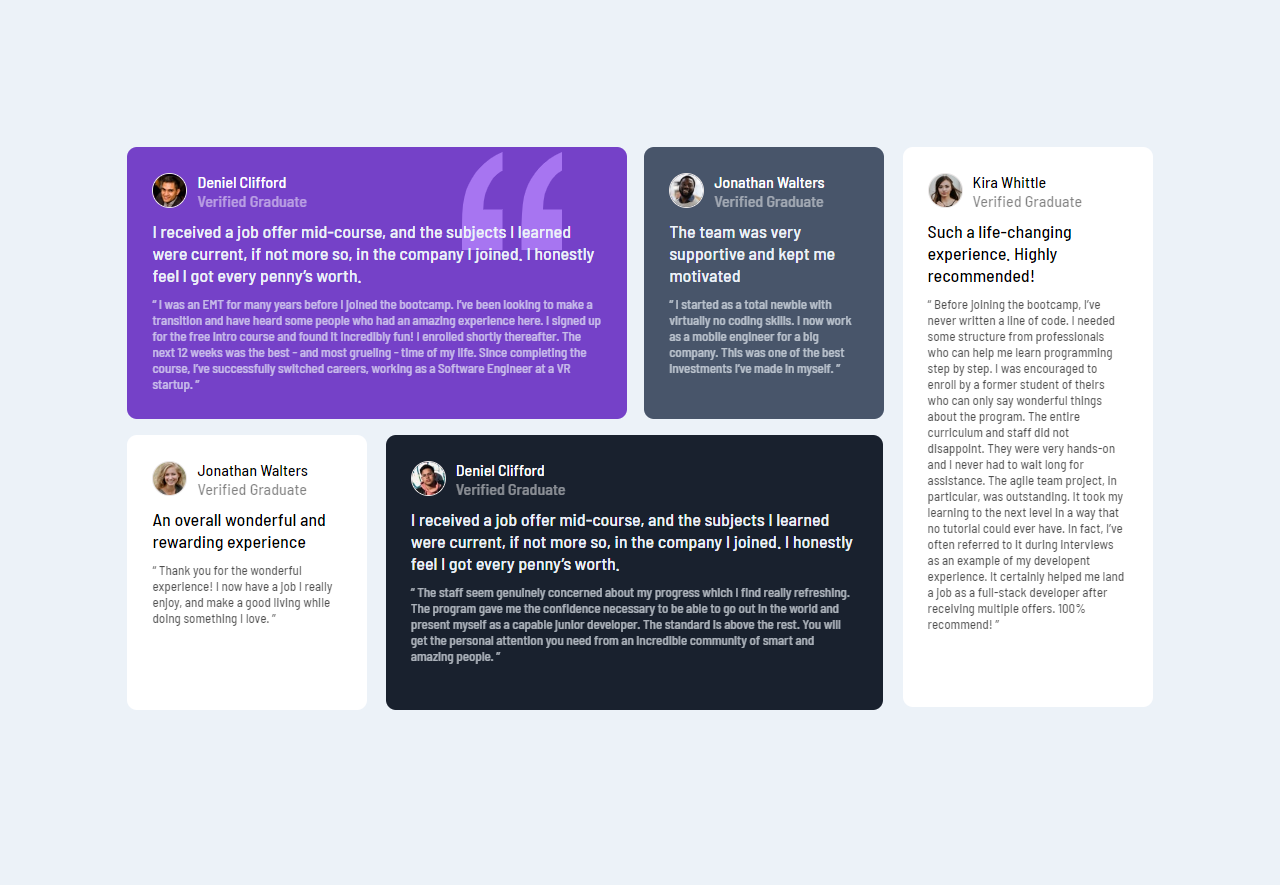 Deniel Clifford
Verified Graduate
I received a job offer mid-course, and the subjects I learned
were current, if not more so, in the company I joined. I honestly
feel I got every penny’s worth.
“ I was an EMT for many years before I joined the bootcamp. I’ve been looking to make a
transition and have heard some people who had an amazing experience here. I signed up
for the free intro course and found it incredibly fun! I enrolled shortly thereafter. The
next 12 weeks was the best - and most grueling - time of my life. Since completing the
course, I’ve successfully switched careers, working as a Software Engineer at a VR
startup. ”
Jonathan Walters
Verified Graduate
The team was very
supportive and kept me
motivated
“ I started as a total newbie with
virtually no coding skills. I now work
as a mobile engineer for a big
company. This was one of the best
investments I’ve made in myself. ”
Kira Whittle
Verified Graduate
Such a life-changing
experience. Highly
recommended!
“ Before joining the bootcamp, I’ve
never written a line of code. I needed
some structure from professionals
who can help me learn programming
step by step. I was encouraged to
enroll by a former student of theirs
who can only say wonderful things
about the program. The entire
curriculum and staff did not
disappoint. They were very hands-on
and I never had to wait long for
assistance. The agile team project, in
particular, was outstanding. It took my
learning to the next level in a way that
no tutorial could ever have. In fact, I’ve
often referred to it during interviews
as an example of my developent
experience. It certainly helped me land
a job as a full-stack developer after
receiving multiple offers. 100%
recommend! ”
Jonathan Walters
Verified Graduate
An overall wonderful and
rewarding experience
“ Thank you for the wonderful
experience! I now have a job I really
enjoy, and make a good living while
doing something I love. ”
Deniel Clifford
Verified Graduate
I received a job offer mid-course, and the subjects I learned
were current, if not more so, in the company I joined. I honestly
feel I got every penny’s worth.
“ The staff seem genuinely concerned about my progress which I find really refreshing.
The program gave me the confidence necessary to be able to go out in the world and
present myself as a capable junior developer. The standard is above the rest. You will
get the personal attention you need from an incredible community of smart and
amazing people. ”